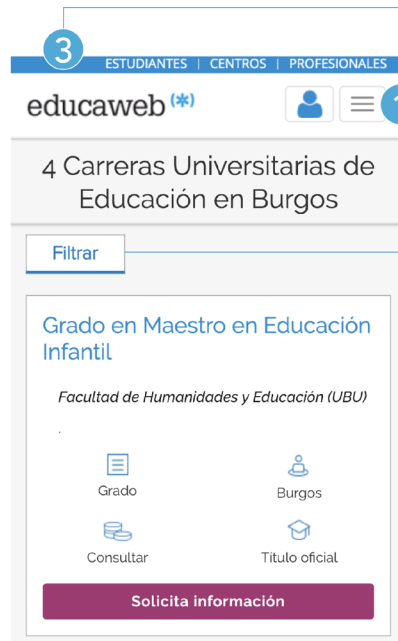 3
ESTUDIANTES | CENTROS | PROFESIONALES
educaweb (*)
4 Carreras Universitarias de
Educación en Burgos
Filtrar
Grado en Maestro en Educación
Infantil
Facultad de Humanidades y Educación (UBU)
.
Grado
Burgos
Consultar
Título oficial
Solicita información